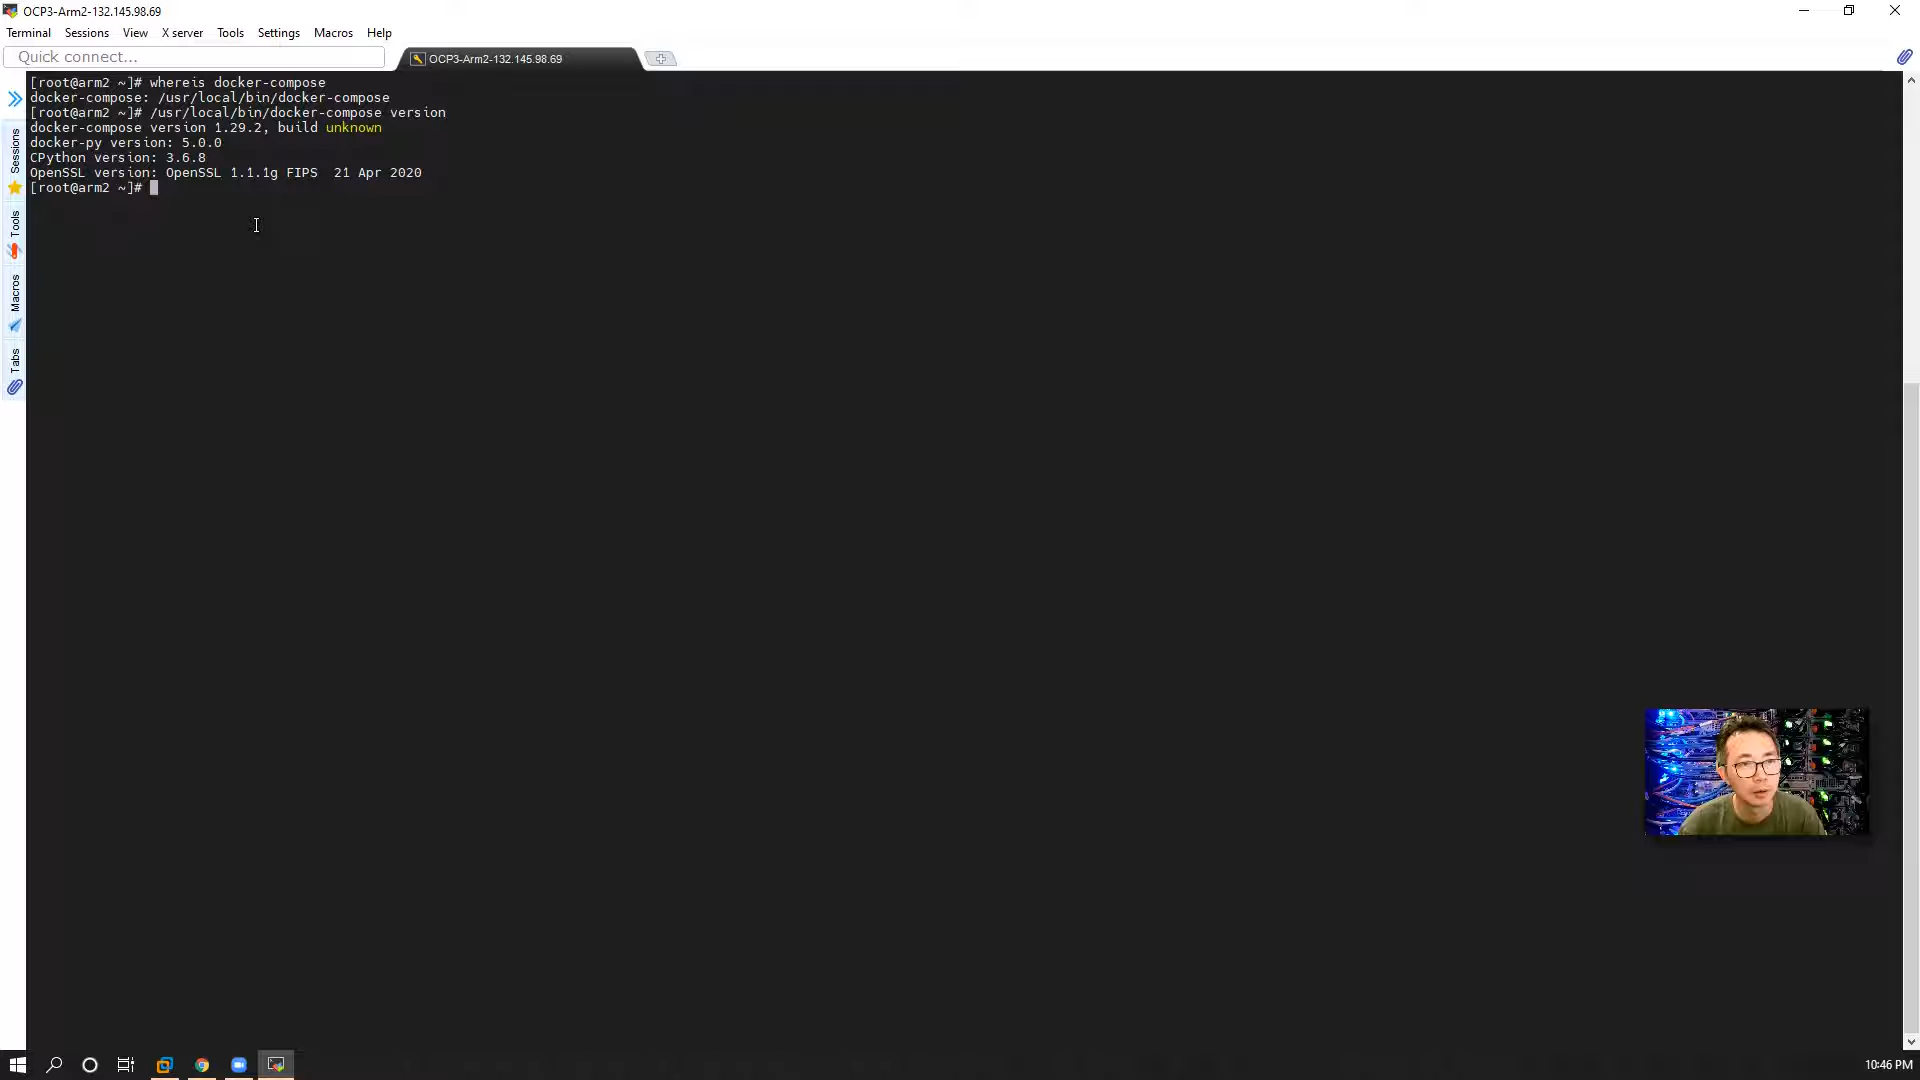 OCP3-Arm2-132.145.98.69
Terminal Sessions View X server Tools Settings Macros Help
Quick connect...
OCP3-Arm2-132.145.98.69
[root@arm2 ~]# whereis docker-compose
docker-compose: /usr/local/bin/docker-compose
[root@arm2 ~]# /usr/local/bin/docker-compose version
docker-compose version 1.29.2, build unknown
docker-py version: 5.0.0
CPython version: 3.6.8
OpenSSL version: OpenSSL 1.1.1g FIPS  21 Apr 2020
[root@arm2 ~]#
Sessions
Tools
Macros
Tabs
10:46 PM